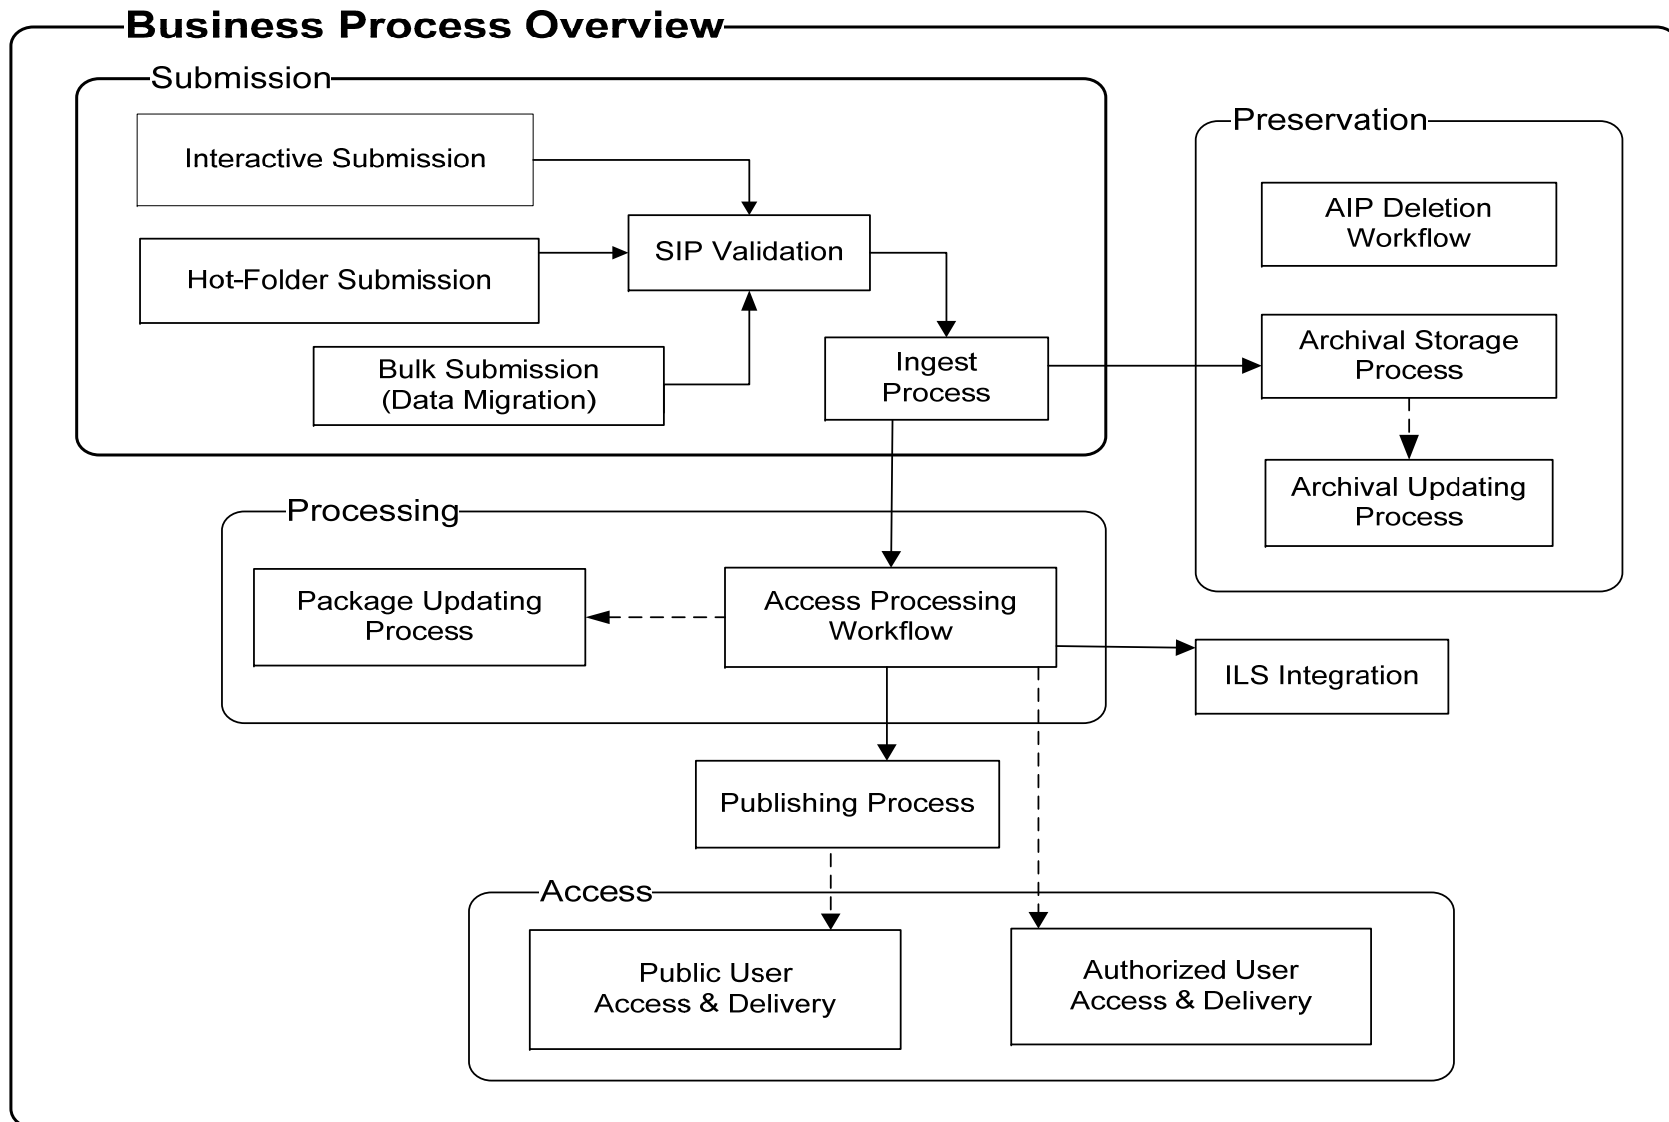 Business Process Overview
Submission
Interactive Submission
Hot-Folder Submission
Bulk Submission
(Data Migration)
SIP Validation
Ingest
Process
Preservation
AIP Deletion
Workflow
Archival Storage
Process
Archival Updating
Process
Processing
Package Updating
Process
Access Processing
Workflow
ILS Integration
Publishing Process
Access
Public User
Access & Delivery
Authorized User
Access & Delivery